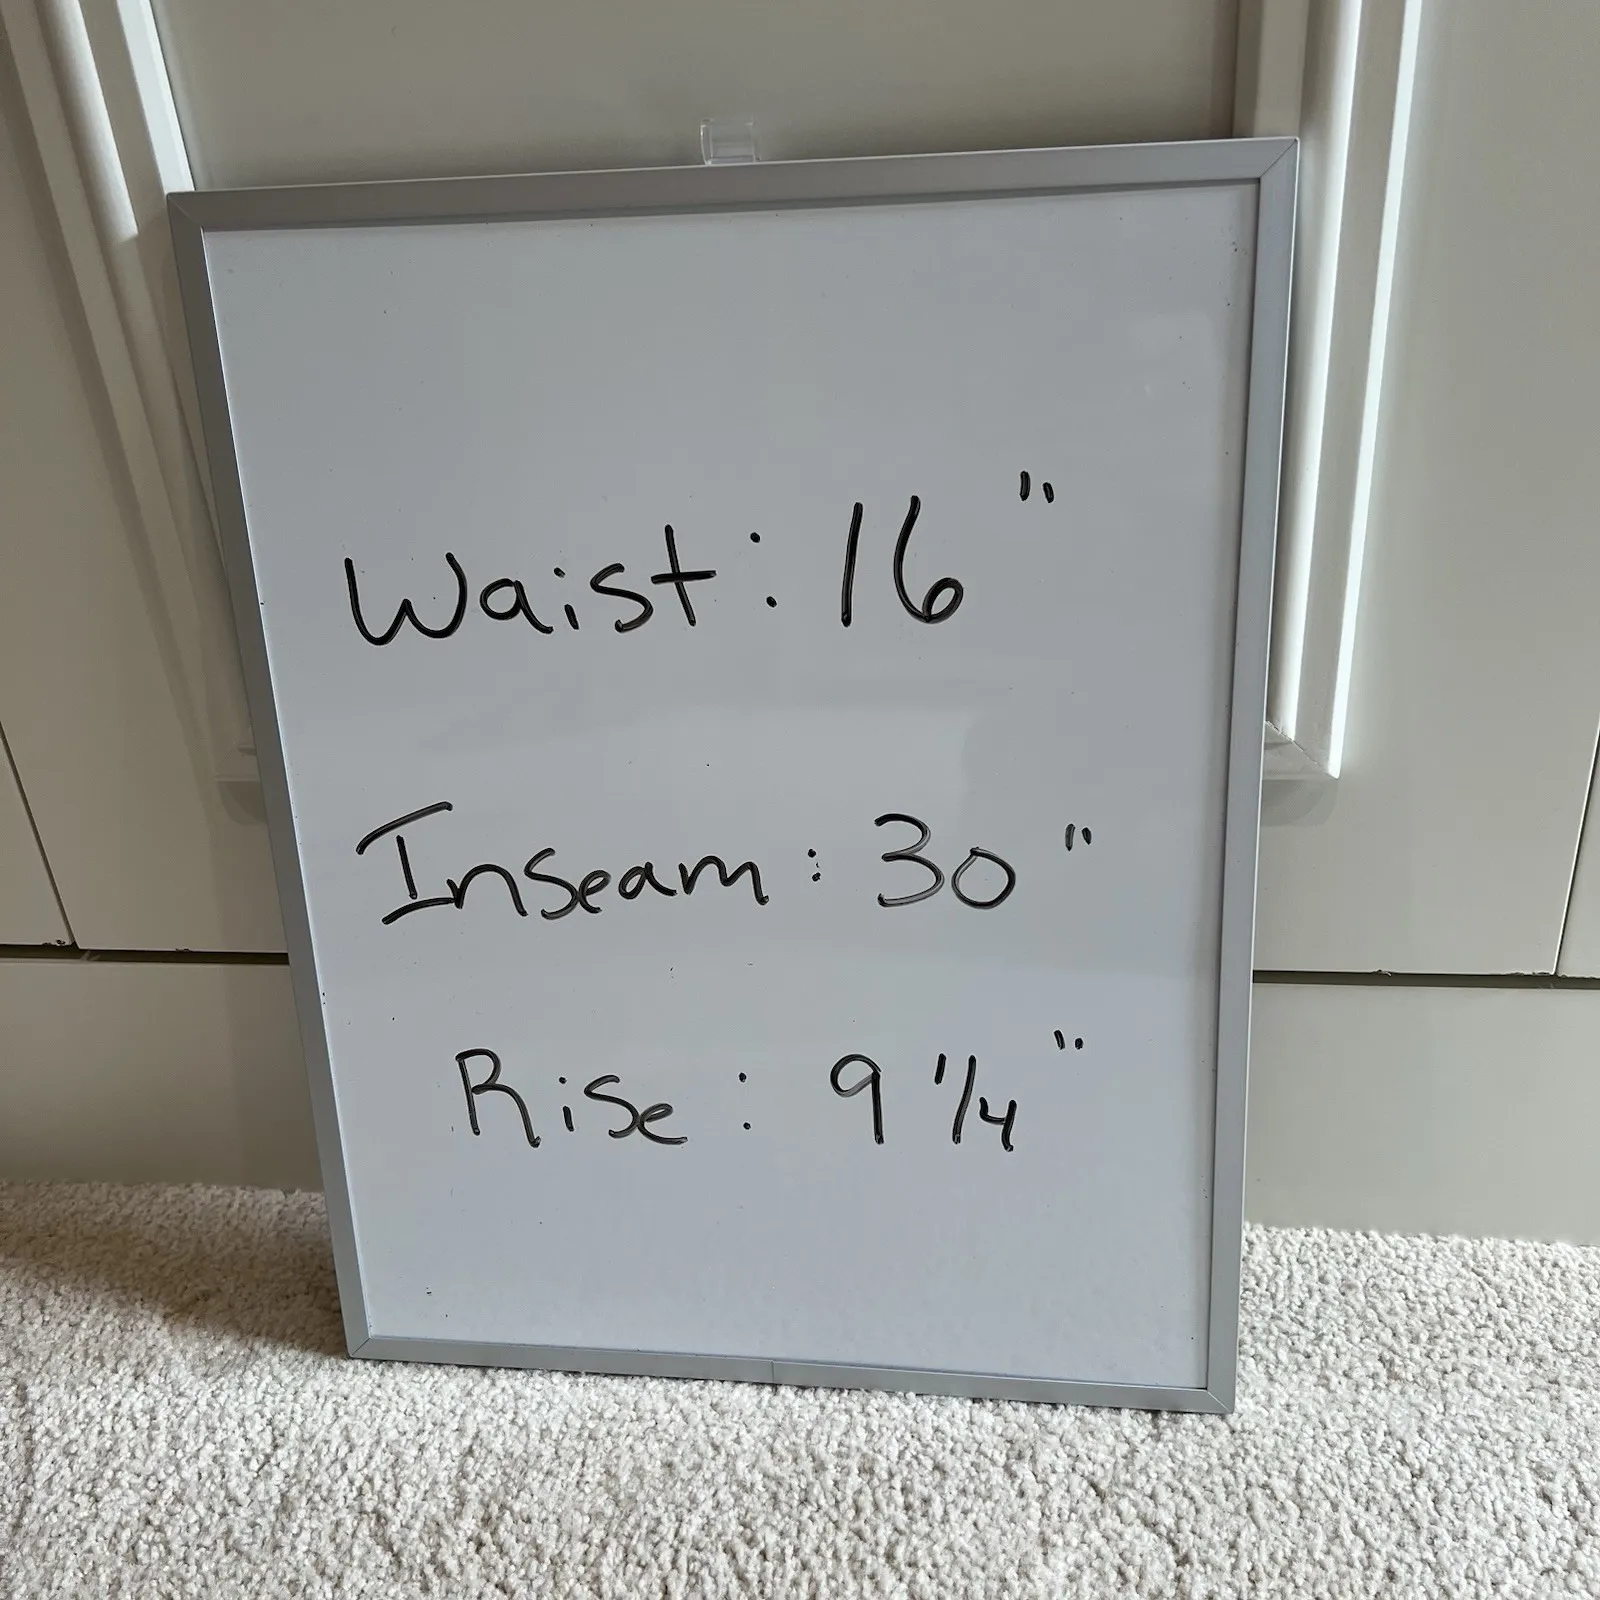 Waist: 16"
Inseam: 30"
Rise: 9 1/4"